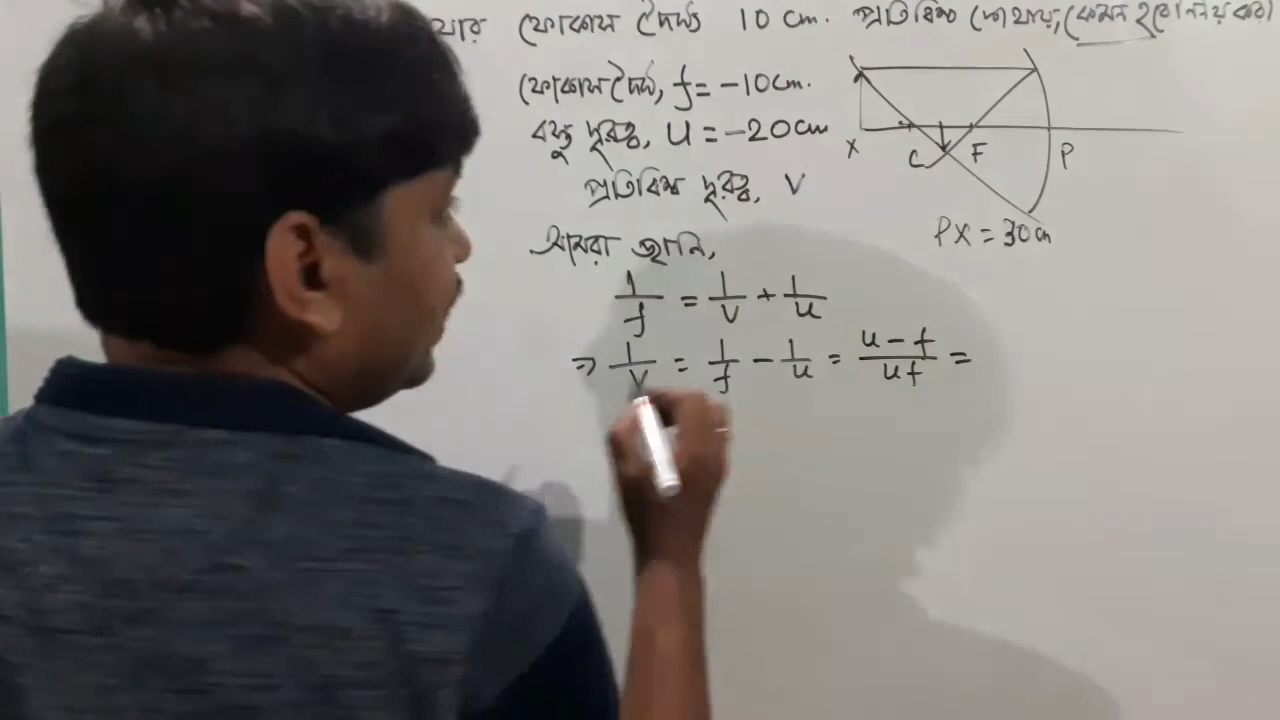 যার ফোকাস দৈর্ঘ্য 10 cm. প্রতিবিম্ব কোথায়, কেমন হবে নির্ণয় কর।
ফোকাস দৈর্ঘ্য, f = -10cm.
বস্তু দূরত্ব, u = -20cm
প্রতিবিম্ব দূরত্ব, v
আমরা জানি,
1/f = 1/v + 1/u
=> 1/v = 1/f - 1/u = u - f/uf =
X C F P
PX = 30cm